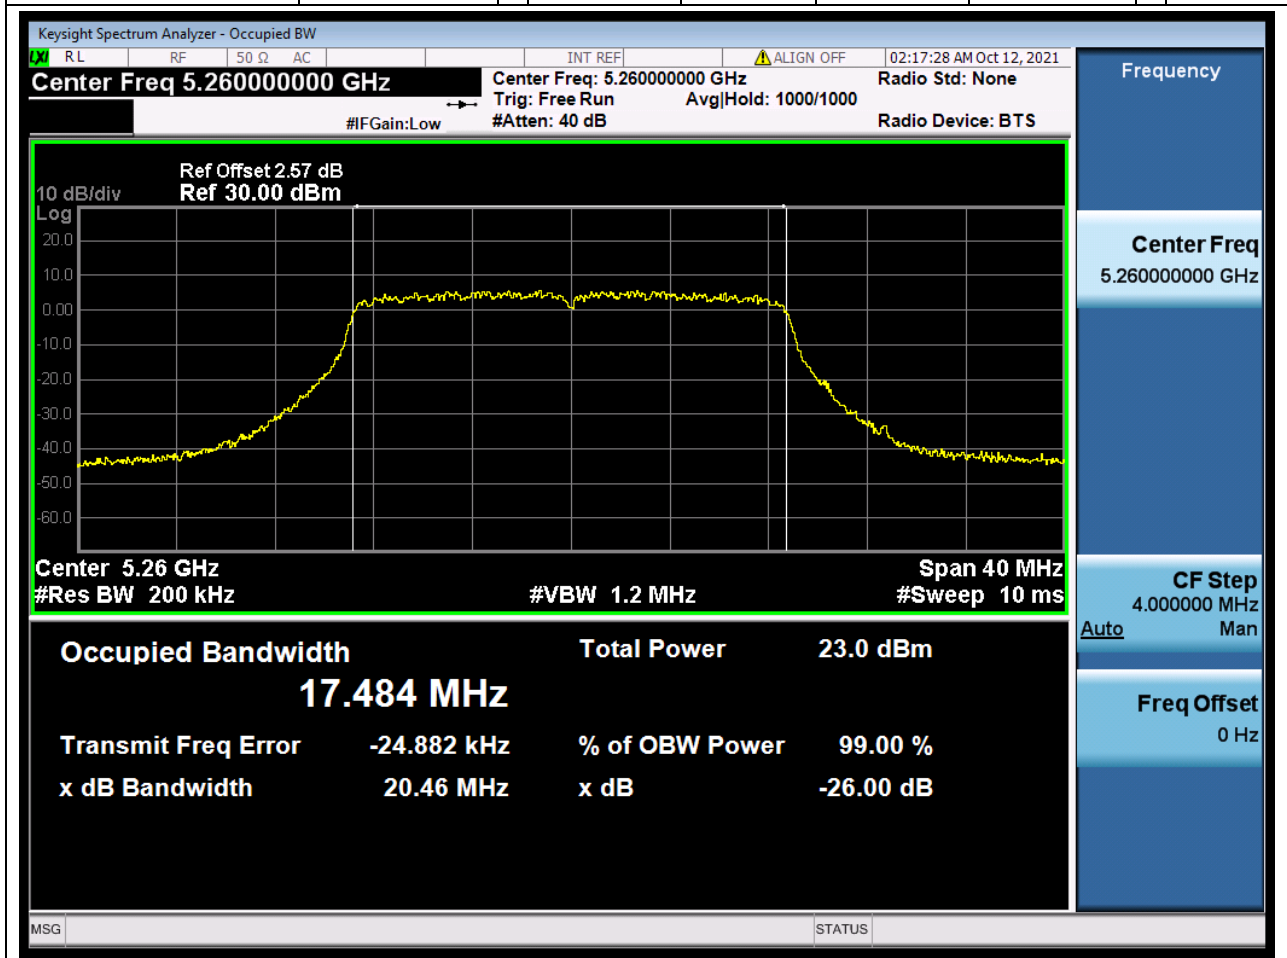 Keysight Spectrum Analyzer - Occupied BW
LXI RL RF 50 Ω AC INT REF ALIGN OFF 02:17:28 AM Oct 12, 2021
Center Freq 5.260000000 GHz
Center Freq: 5.260000000 GHz Radio Std: None
Trig: Free Run Avg|Hold: 1000/1000
#IFGain:Low #Atten: 40 dB Radio Device: BTS
Ref Offset 2.57 dB
10 dB/div Ref 30.00 dBm
Log
20.0
10.0
0.00
-10.0
-20.0
-30.0
-40.0
-50.0
-60.0
Center 5.26 GHz Span 40 MHz
#Res BW 200 kHz #VBW 1.2 MHz #Sweep 10 ms
Occupied Bandwidth Total Power 23.0 dBm
17.484 MHz
Transmit Freq Error -24.882 kHz % of OBW Power 99.00 %
x dB Bandwidth 20.46 MHz x dB -26.00 dB
Frequency
Center Freq
5.260000000 GHz
CF Step
4.000000 MHz
Auto Man
Freq Offset
0 Hz
MSG STATUS